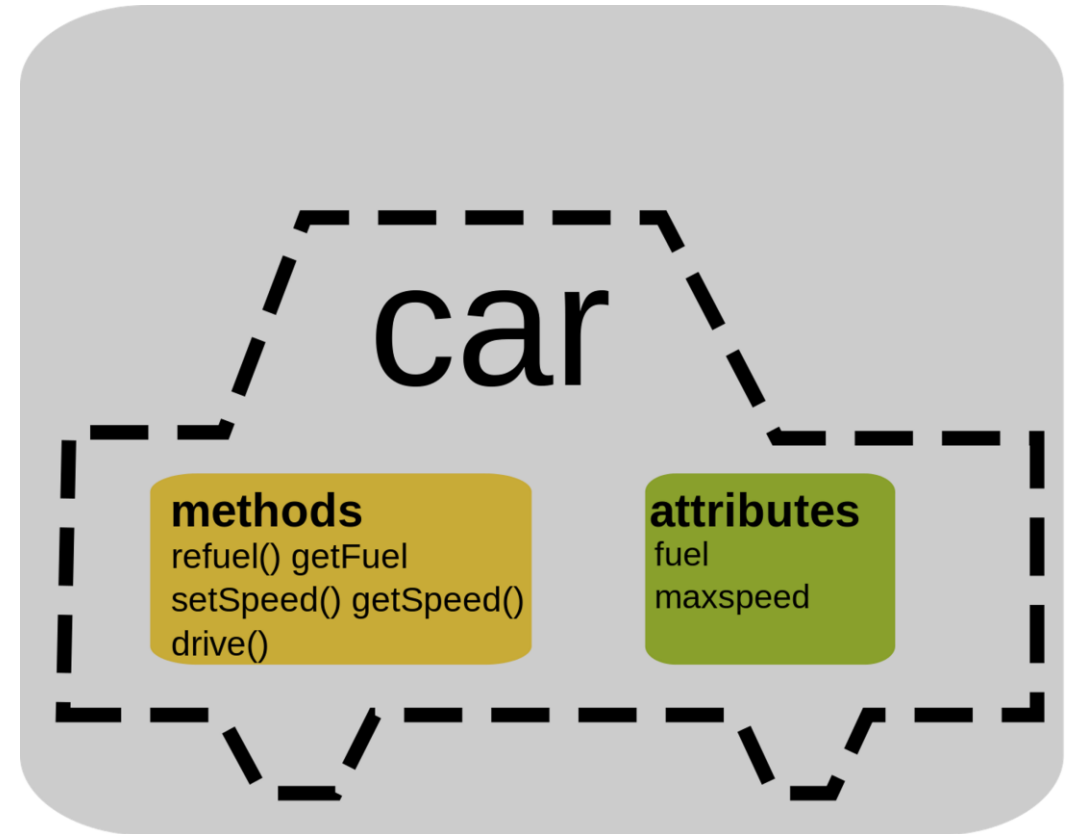 car
methods
refuel() getFuel
setSpeed() getSpeed()
drive()
attributes
fuel
maxspeed